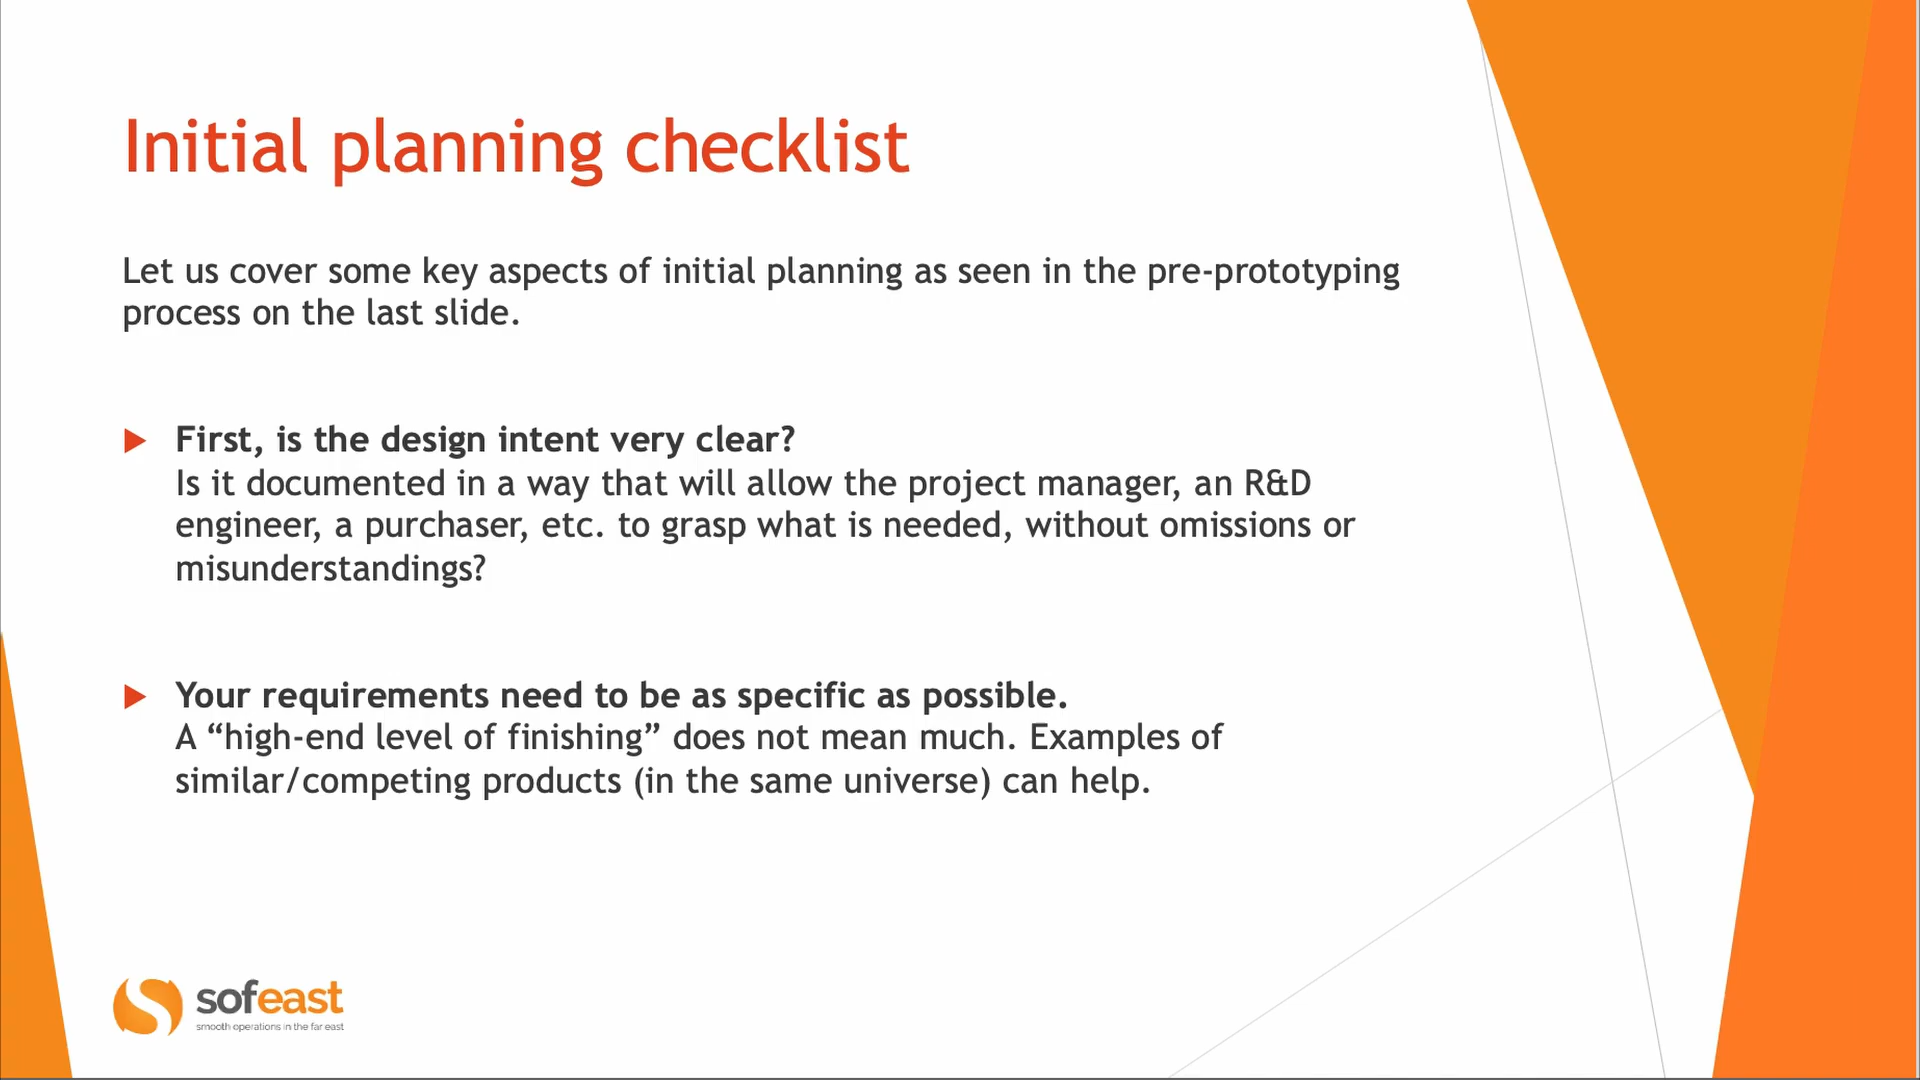 Initial planning checklist
Let us cover some key aspects of initial planning as seen in the pre-prototyping
process on the last slide.
First, is the design intent very clear?
Is it documented in a way that will allow the project manager, an R&D
engineer, a purchaser, etc. to grasp what is needed, without omissions or
misunderstandings?
Your requirements need to be as specific as possible.
A “high-end level of finishing” does not mean much. Examples of
similar/competing products (in the same universe) can help.
sofeast
smooth operations in the far east